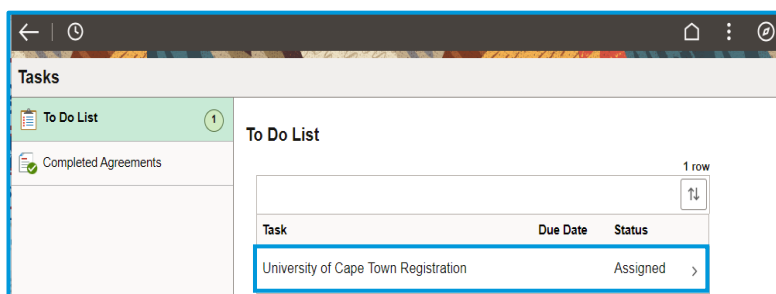 Tasks
To Do List
1
Completed Agreements
To Do List
1 row
Task Due Date Status
University of Cape Town Registration Assigned